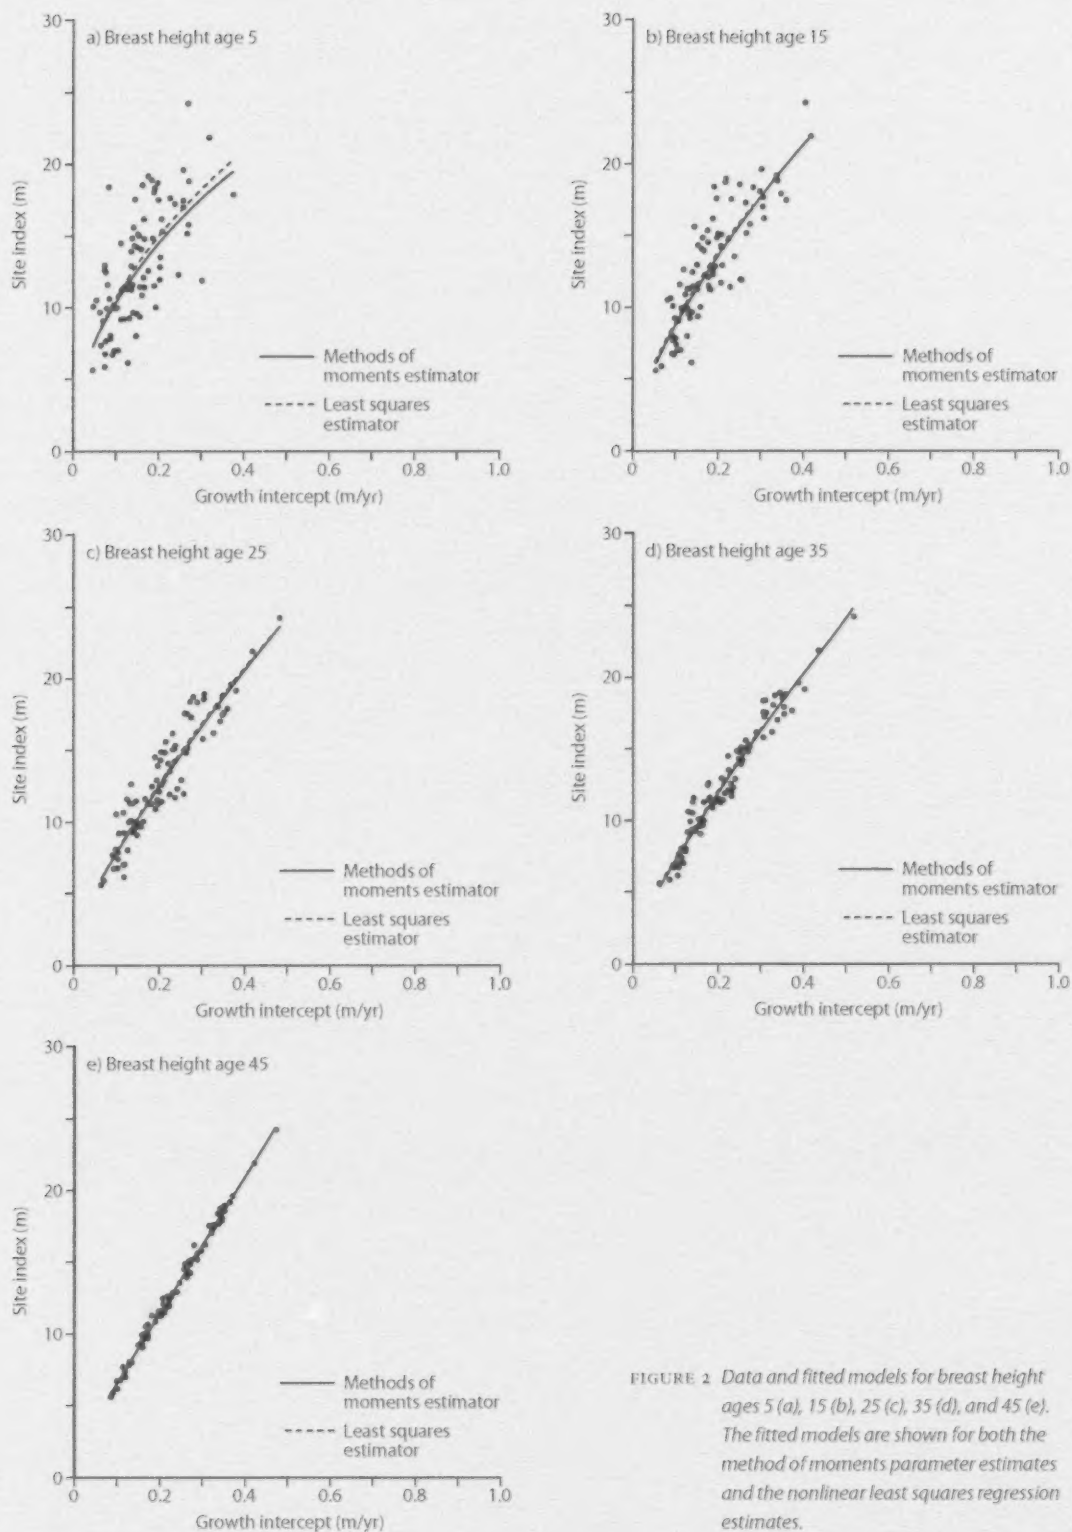 a) Breast height age 5
30
20
10
0
Site index (m)
Methods of
moments estimator
Least squares
estimator
0 0.2 0.4 0.6 0.8 1.0
Growth intercept (m/yr)
b) Breast height age 15
30
20
10
0
Site index (m)
Methods of
moments estimator
Least squares
estimator
0 0.2 0.4 0.6 0.8 1.0
Growth intercept (m/yr)
c) Breast height age 25
30
20
10
0
Site index (m)
Methods of
moments estimator
Least squares
estimator
0 0.2 0.4 0.6 0.8 1.0
Growth intercept (m/yr)
d) Breast height age 35
30
20
10
0
Site index (m)
Methods of
moments estimator
Least squares
estimator
0 0.2 0.4 0.6 0.8 1.0
Growth intercept (m/yr)
e) Breast height age 45
30
20
10
0
Site index (m)
Methods of
moments estimator
Least squares
estimator
0 0.2 0.4 0.6 0.8 1.0
Growth intercept (m/yr)
FIGURE 2 Data and fitted models for breast height
ages 5 (a), 15 (b), 25 (c), 35 (d), and 45 (e).
The fitted models are shown for both the
method of moments parameter estimates
and the nonlinear least squares regression
estimates.